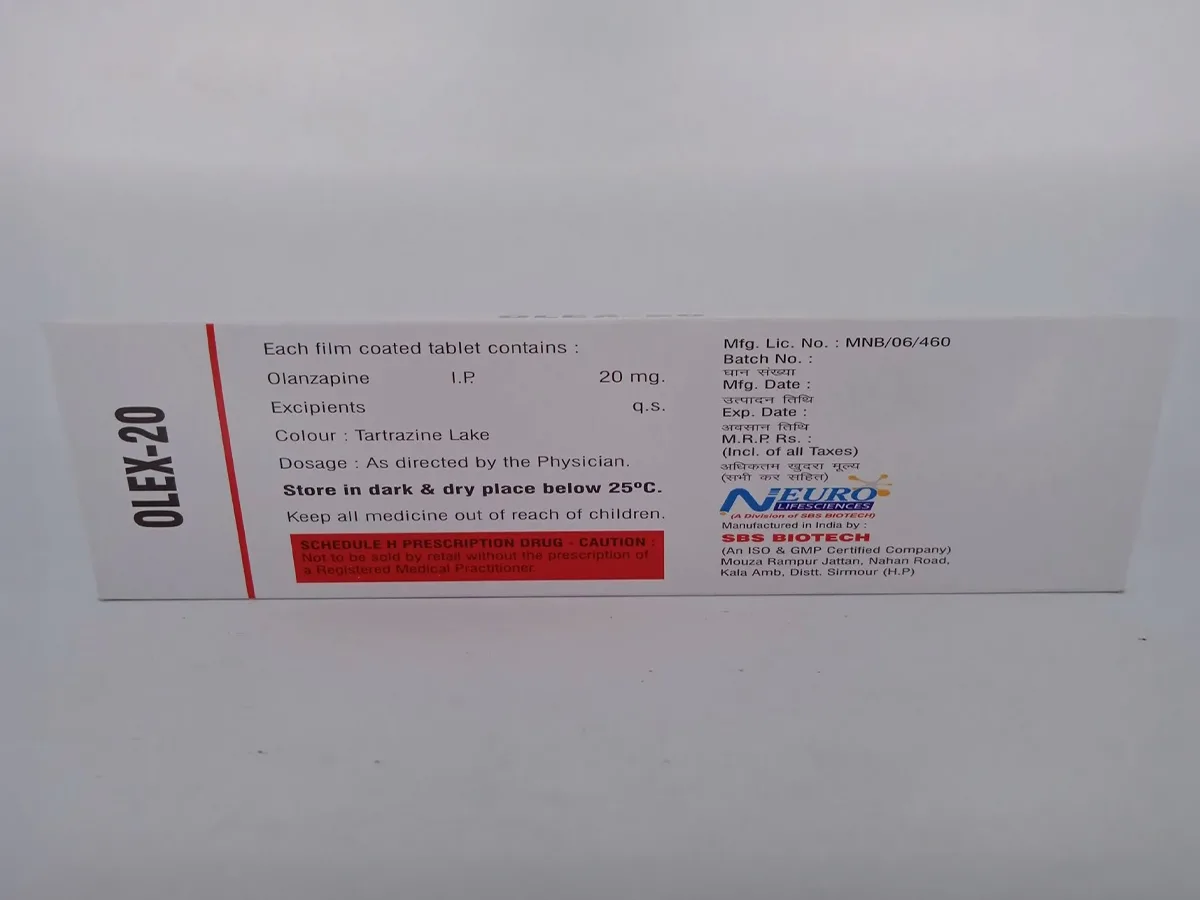 OLEX-20
Each film coated tablet contains :
Olanzapine I.P. 20 mg.
Excipients q.s.
Colour : Tartrazine Lake
Dosage : As directed by the Physician.
Store in dark & dry place below 25ºC.
Keep all medicine out of reach of children.
SCHEDULE H PRESCRIPTION DRUG - CAUTION :
Not to be sold by retail without the prescription of
a Registered Medical Practitioner.
Mfg. Lic. No. : MNB/06/460
Batch No. :
घान संख्या
Mfg. Date :
उत्पादन तिथि
Exp. Date :
अवसान तिथि
M.R.P. Rs. :
(Incl. of all Taxes)
अधिकतम खुदरा मूल्य
(सभी कर सहित)
NEURO
LIFESCIENCES
(A Division of SBS BIOTECH)
Manufactured in India by :
SBS BIOTECH
(An ISO & GMP Certified Company)
Mouza Rampur Jattan, Nahan Road,
Kala Amb, Distt. Sirmour (H.P)